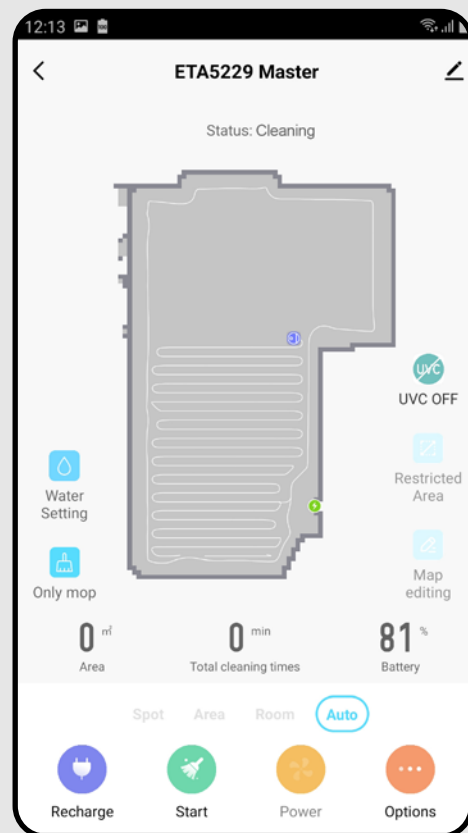 12:13
ETA5229 Master
Status: Cleaning
UVC
UVC OFF
Water
Setting
Restricted
Area
Only mop
Map
editing
0 ㎡
0 min
81 %
Area
Total cleaning times
Battery
Spot Area Room Auto
Recharge Start Power Options